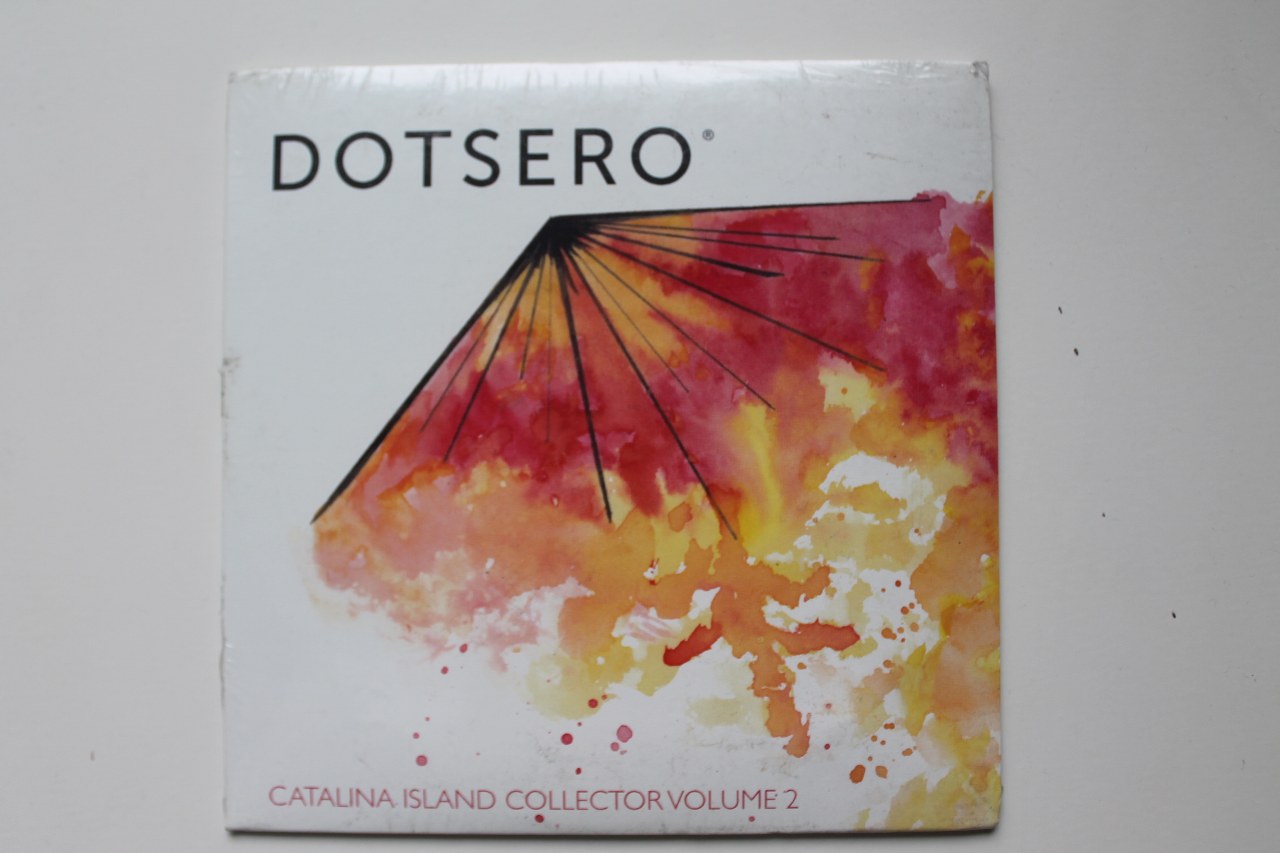 DOTSERO®
CATALINA ISLAND COLLECTOR VOLUME 2